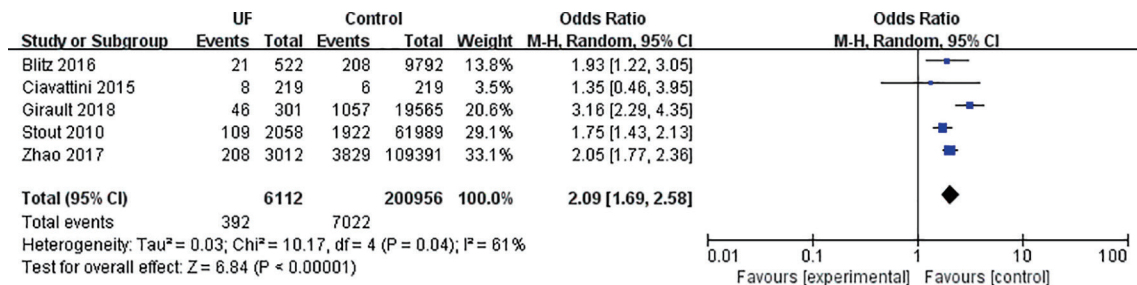 UF Control Odds Ratio Odds Ratio
Study or Subgroup Events Total Events Total Weight M-H, Random, 95% CI M-H, Random, 95% CI
Blitz 2016 21 522 208 9792 13.8% 1.93 [1.22, 3.05]
Ciavattini 2015 8 219 6 219 3.5% 1.35 [0.46, 3.95]
Girault 2018 46 301 1057 19565 20.6% 3.16 [2.29, 4.35]
Stout 2010 109 2058 1922 61989 29.1% 1.75 [1.43, 2.13]
Zhao 2017 208 3012 3829 109391 33.1% 2.05 [1.77, 2.36]
Total (95% CI) 6112 200956 100.0% 2.09 [1.69, 2.58]
Total events 392 7022
Heterogeneity: Tau² = 0.03; Chi² = 10.17, df = 4 (P = 0.04); I² = 61%
Test for overall effect: Z = 6.84 (P < 0.00001)
0.01 0.1 1 10 100
Favours [experimental] Favours [control]